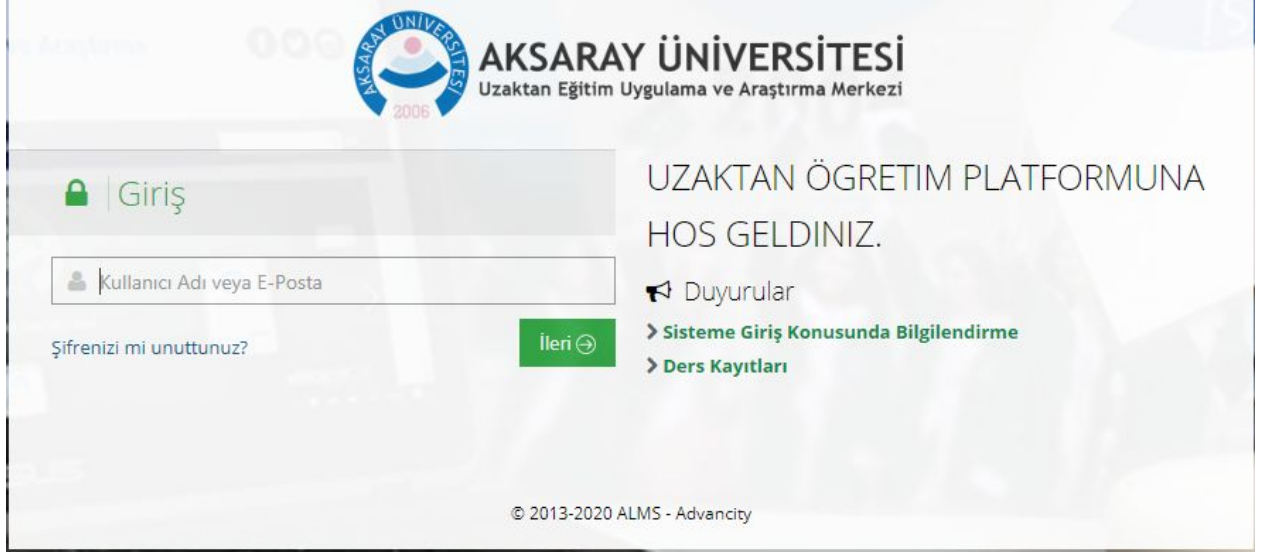 AKSARAY ÜNİVERSİTESİ
2006
AKSARAY ÜNİVERSİTESİ
Uzaktan Eğitim Uygulama ve Araştırma Merkezi
Giriş
Kullanıcı Adı veya E-Posta
Şifrenizi mi unuttunuz?
İleri
UZAKTAN ÖGRETIM PLATFORMUNA
HOS GELDINIZ.
Duyurular
Sisteme Giriş Konusunda Bilgilendirme
Ders Kayıtları
© 2013-2020 ALMS - Advancity